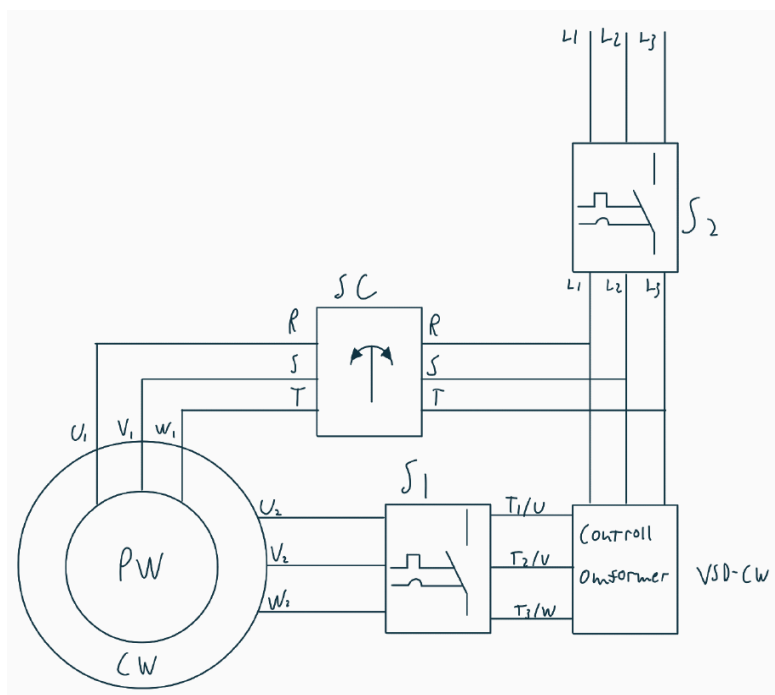 L1 L2 L3
S2
L1 L2 L3
SC
R R
S S
T T
U1 V1 W1
S1
U2 T1/U
V2 T2/V
W2 T3/W
Controll
Omformer
VSD-CW
PW
CW